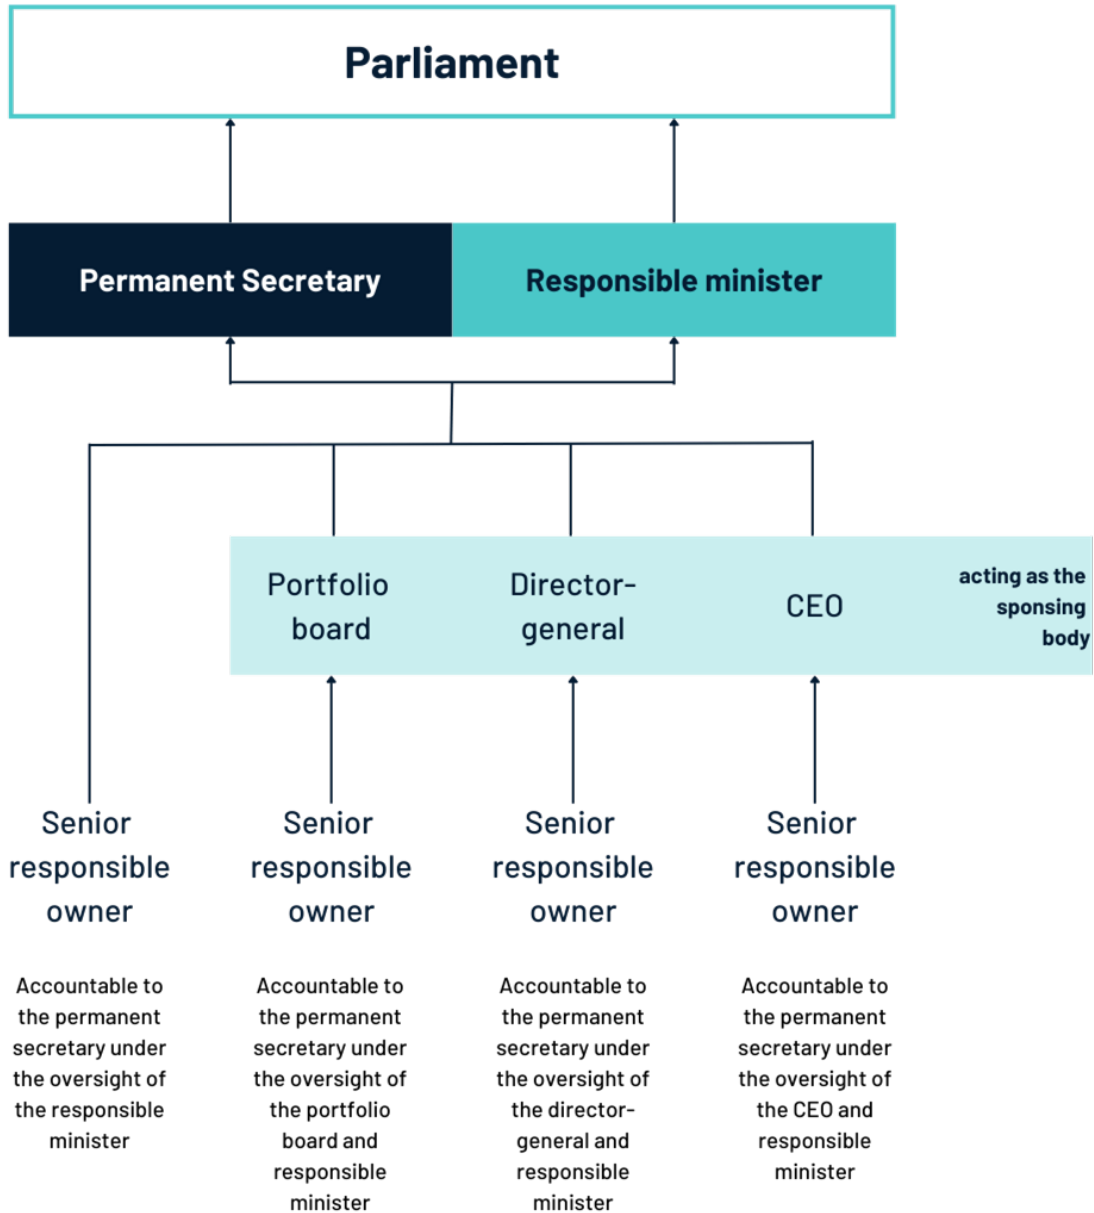 Parliament
Permanent Secretary
Responsible minister
Portfolio
board
Director-
general
CEO
acting as the
sponsing
body
Senior
responsible
owner
Senior
responsible
owner
Senior
responsible
owner
Senior
responsible
owner
Accountable to
the permanent
secretary under
the oversight of
the responsible
minister
Accountable to
the permanent
secretary under
the oversight of
the portfolio
board and
responsible
minister
Accountable to
the permanent
secretary under
the oversight of
the director-
general and
responsible
minister
Accountable to
the permanent
secretary under
the oversight of
the CEO and
responsible
minister